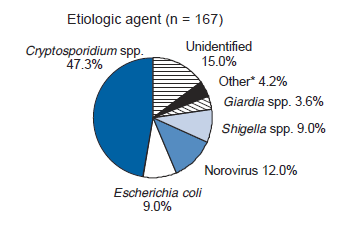 Etiologic agent (n = 167)
Cryptosporidium spp.
47.3%
Unidentified
15.0%
Other* 4.2%
Giardia spp. 3.6%
Shigella spp. 9.0%
Norovirus 12.0%
Escherichia coli
9.0%